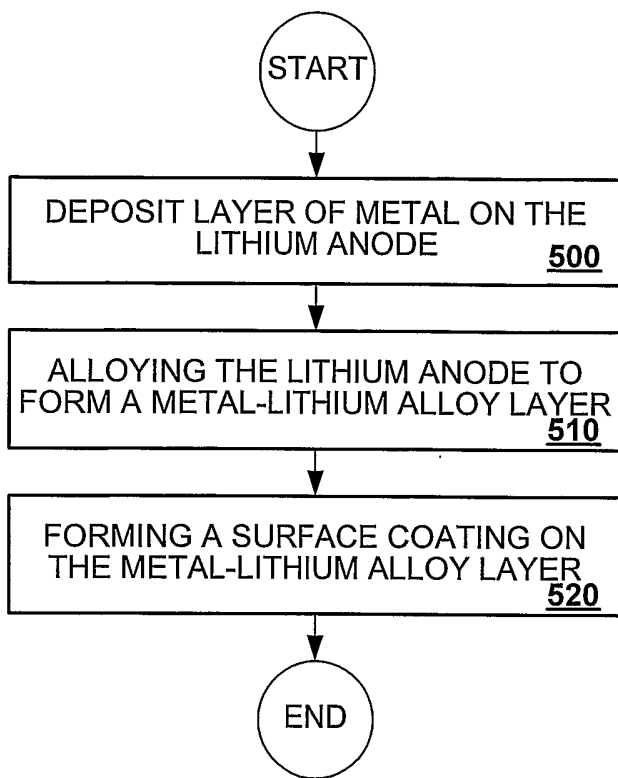 START
DEPOSIT LAYER OF METAL ON THE
LITHIUM ANODE
500
ALLOYING THE LITHIUM ANODE TO
FORM A METAL-LITHIUM ALLOY LAYER
510
FORMING A SURFACE COATING ON
THE METAL-LITHIUM ALLOY LAYER
520
END